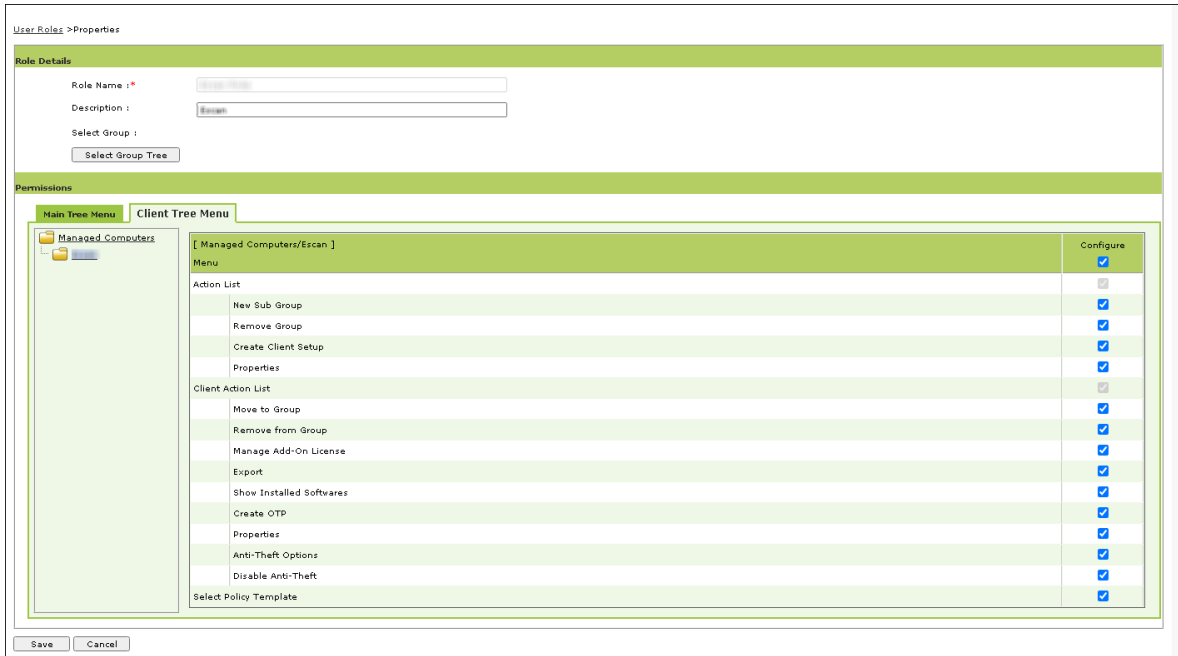 User Roles >Properties
Role Details
Role Name :*
Description :
Select Group :
Select Group Tree
Permissions
Main Tree Menu
Client Tree Menu
Managed Computers
[ Managed Computers/Escan ]
Configure
Menu
Action List
New Sub Group
Remove Group
Create Client Setup
Properties
Client Action List
Move to Group
Remove from Group
Manage Add-On License
Export
Show Installed Softwares
Create OTP
Properties
Anti-Theft Options
Disable Anti-Theft
Select Policy Template
Save
Cancel